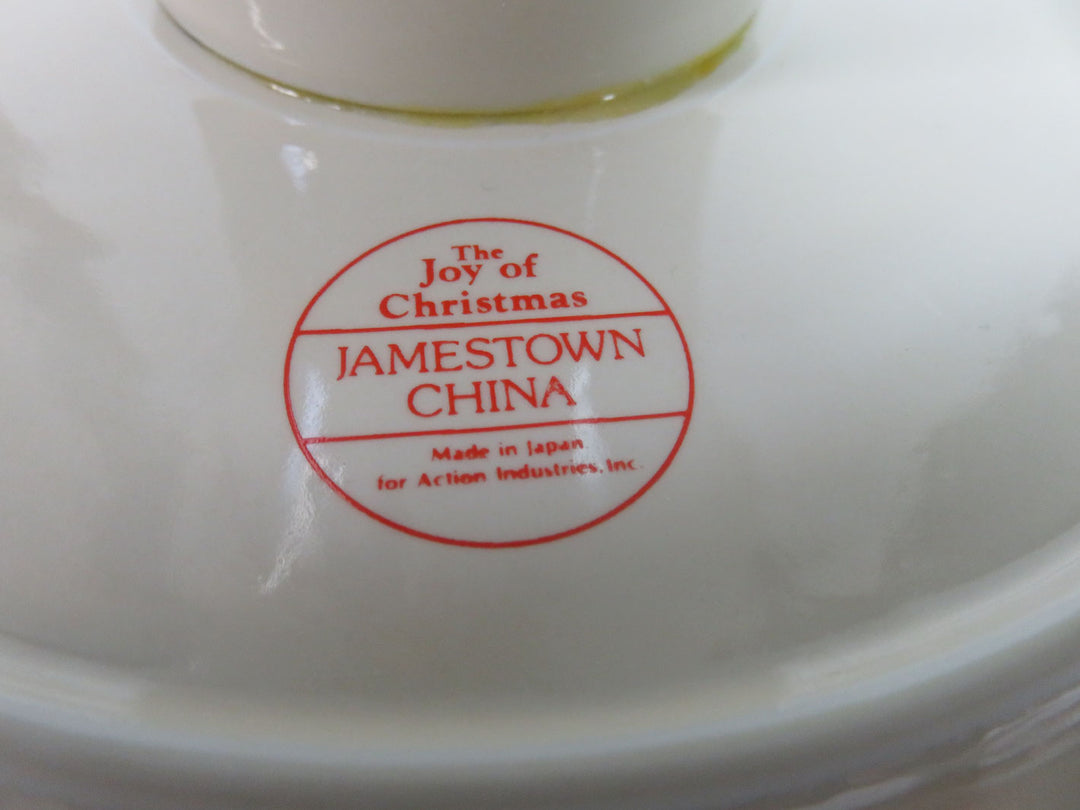 The
Joy of
Christmas
JAMESTOWN
CHINA
Made in Japan
for Action Industries, Inc.